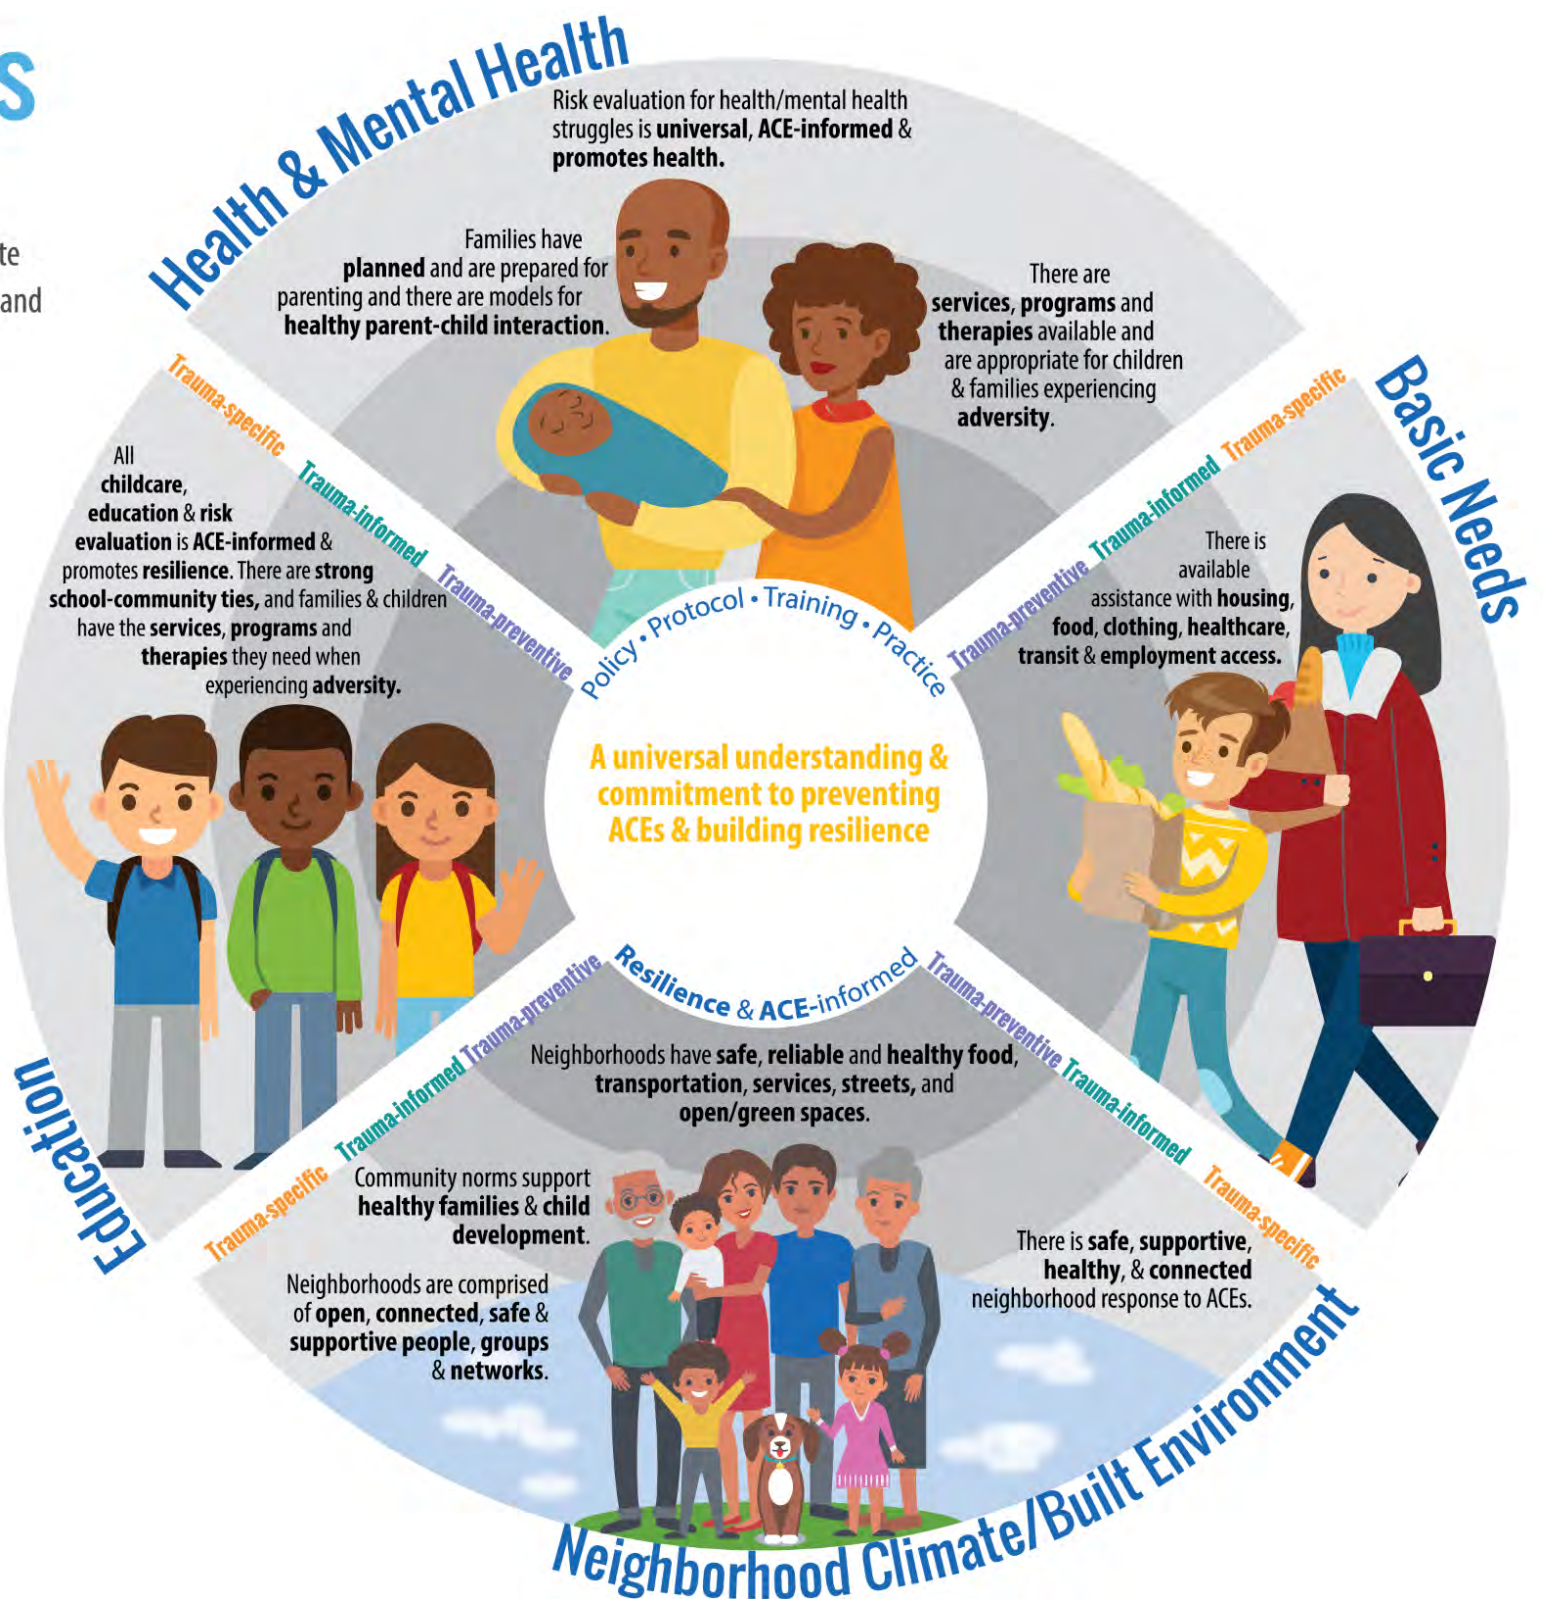 s
te
and
Health & Mental Health
Risk evaluation for health/mental health
struggles is universal, ACE-informed &
promotes health.
Families have
planned and are prepared for
parenting and there are models for
healthy parent-child interaction.
There are
services, programs and
therapies available and
are appropriate for children
& families experiencing
adversity.
Trauma-specific
Trauma-informed
Trauma-preventive
Trauma-specific
Trauma-informed
Trauma-preventive
Basic Needs
There is
available
assistance with housing,
food, clothing, healthcare,
transit & employment access.
All
childcare,
education & risk
evaluation is ACE-informed &
promotes resilience. There are strong
school-community ties, and families & children
have the services, programs and
therapies they need when
experiencing adversity.
Policy • Protocol • Training • Practice
A universal understanding &
commitment to preventing
ACEs & building resilience
Resilience & ACE-informed
Education
Trauma-preventive
Trauma-informed
Trauma-specific
Trauma-preventive
Trauma-informed
Trauma-specific
Neighborhoods have safe, reliable and healthy food,
transportation, services, streets, and
open/green spaces.
Community norms support
healthy families & child
development.
Neighborhoods are comprised
of open, connected, safe &
supportive people, groups
& networks.
There is safe, supportive,
healthy, & connected
neighborhood response to ACEs.
Neighborhood Climate/Built Environment